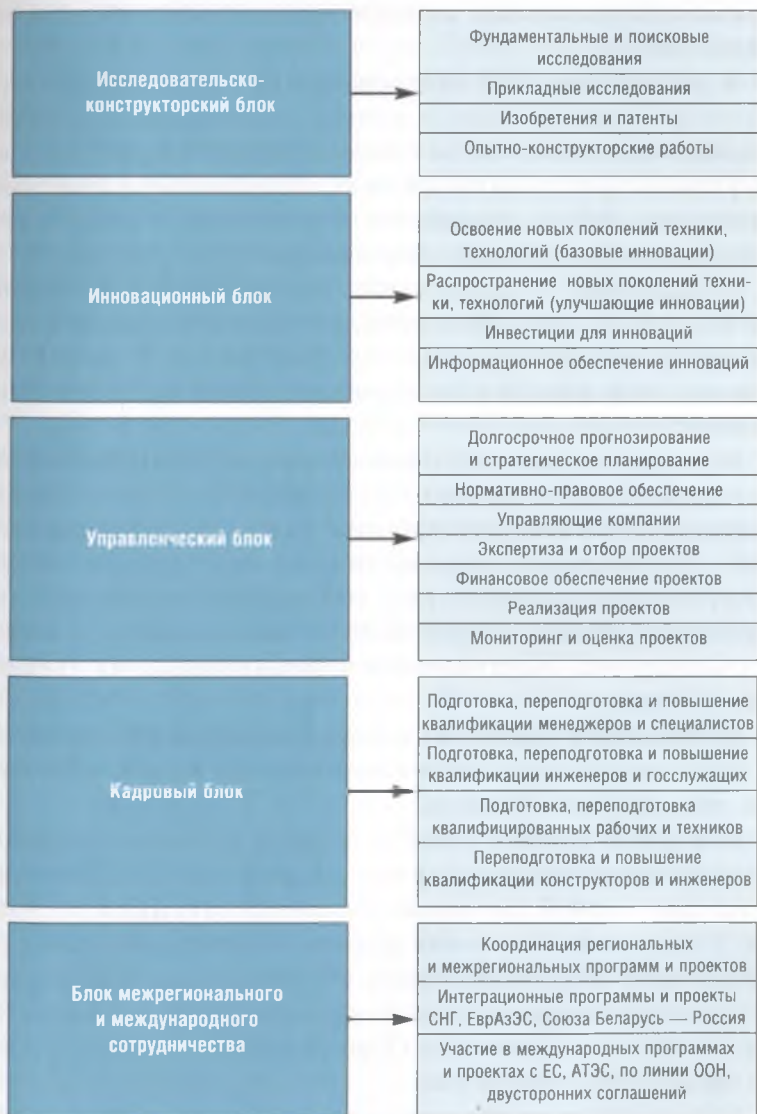 Исследовательско-
конструкторский блок
Фундаментальные и поисковые
исследования
Прикладные исследования
Изобретения и патенты
Опытно-конструкторские работы
Инновационный блок
Освоение новых поколений техники,
технологий (базовые инновации)
Распространение новых поколений техни-
ки, технологий (улучшающие инновации)
Инвестиции для инноваций
Информационное обеспечение инноваций
Управленческий блок
Долгосрочное прогнозирование
и стратегическое планирование
Нормативно-правовое обеспечение
Управляющие компании
Экспертиза и отбор проектов
Финансовое обеспечение проектов
Реализация проектов
Мониторинг и оценка проектов
Кадровый блок
Подготовка, переподготовка и повышение
квалификации менеджеров и специалистов
Подготовка, переподготовка и повышение
квалификации инженеров и госслужащих
Подготовка, переподготовка
квалифицированных рабочих и техников
Переподготовка и повышение
квалификации конструкторов и инженеров
Блок межрегионального
и международного
сотрудничества
Координация региональных
и межрегиональных программ и проектов
Интеграционные программы и проекты
СНГ, ЕврАзЭС, Союза Беларусь — Россия
Участие в международных программах
и проектах с ЕС, АТЭС, по линии ООН,
двусторонних соглашений